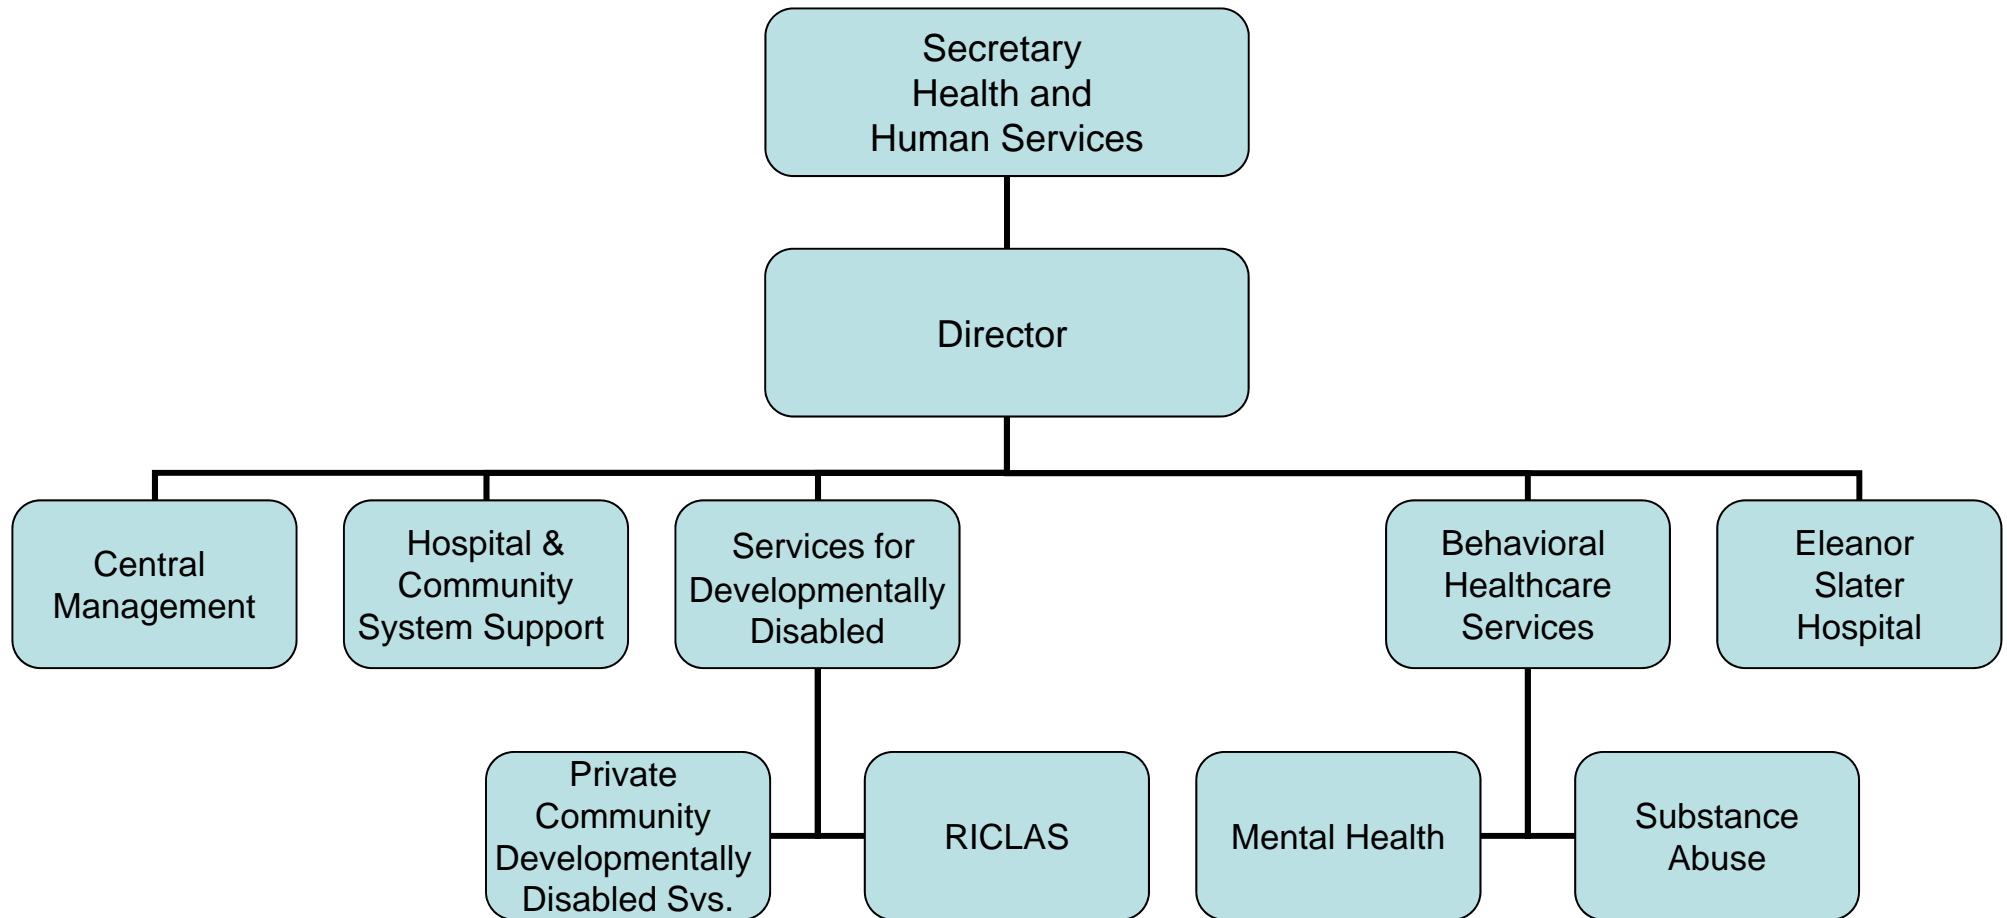 Secretary
Health and
Human Services
Director
Central
Management
Hospital &
Community
System Support
Services for
Developmentally
Disabled
Behavioral
Healthcare
Services
Eleanor
Slater
Hospital
Private
Community
Developmentally
Disabled Svs.
RICLAS
Mental Health
Substance
Abuse